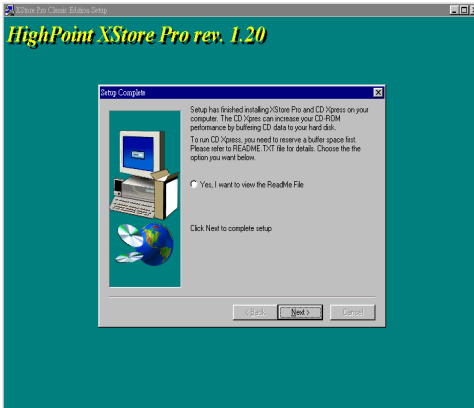 XStore Pro Classic Edition Setup
HighPoint XStore Pro rev. 1.20
Setup Complete
Setup has finished installing XStore Pro and CD Xpress on your
computer. The CD Xpres can increase your CD-ROM
performance by buffering CD data to your hard disk.
To run CD Xpress, you need to reserve a buffer space first.
Please refer to README.TXT file for details. Choose the the
option you want below.
Yes, I want to view the ReadMe File
Click Next to complete setup
< Back
Next >
Cancel